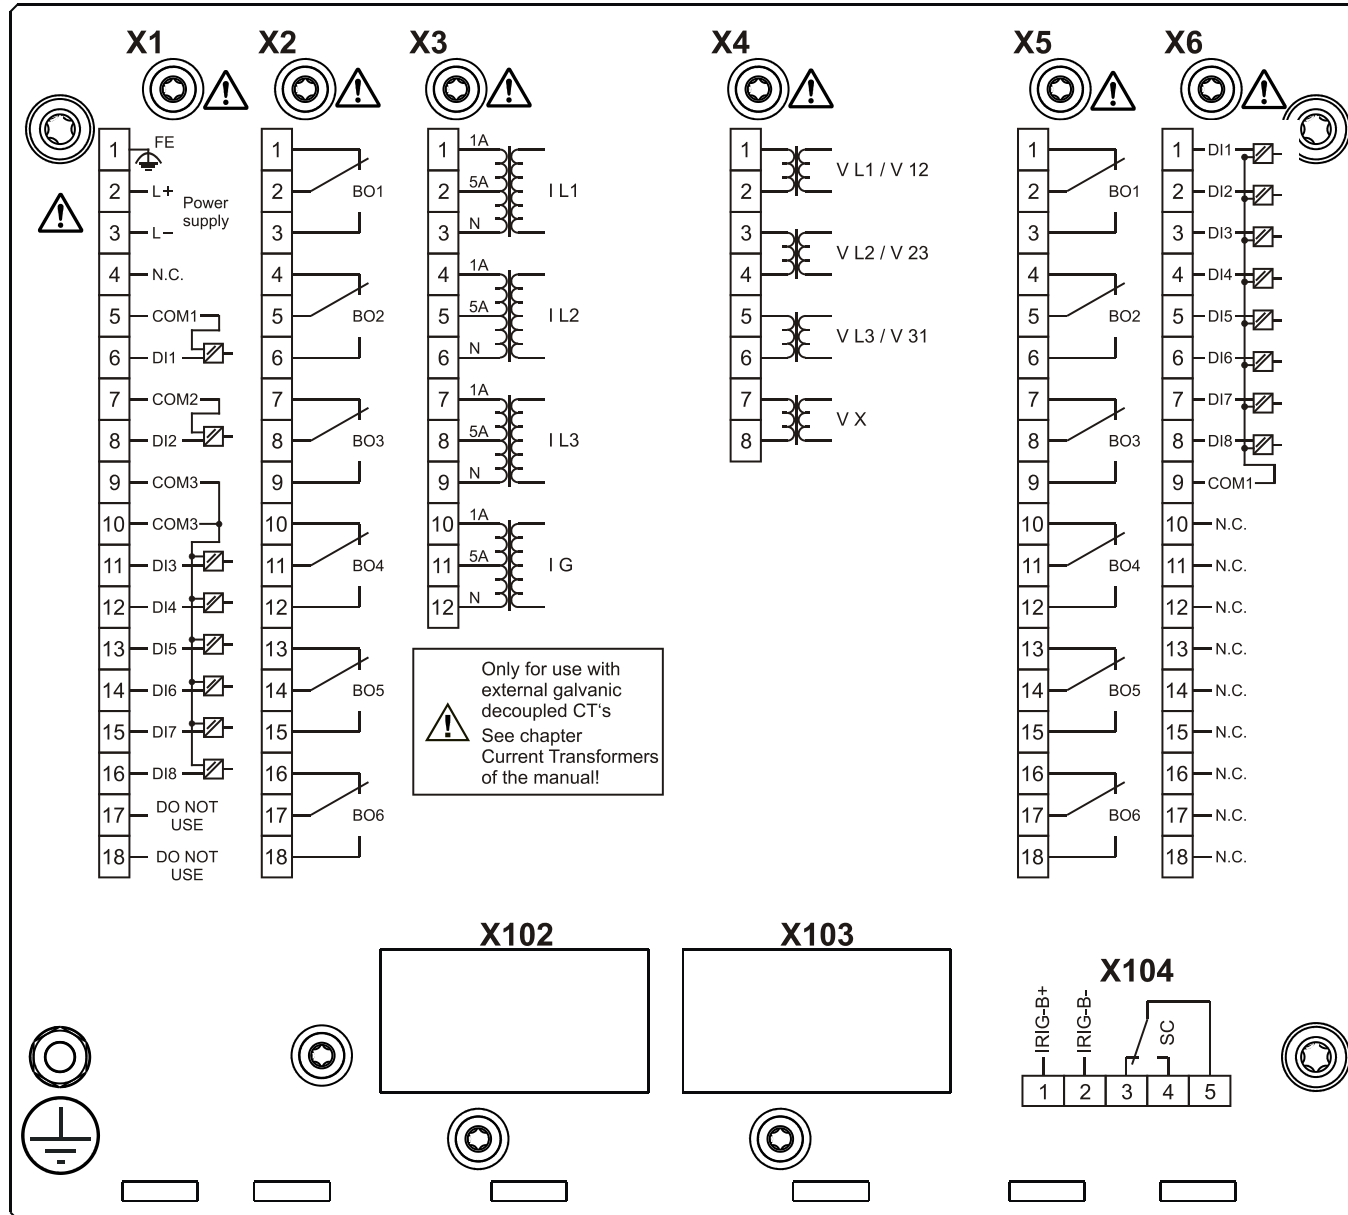 X1
X2
X3
X4
X5
X6
1 FE
2 L+
Power
supply
3 L–
4 N.C.
5 COM1
6 DI1
7 COM2
8 DI2
9 COM3
10 COM3
11 DI3
12 DI4
13 DI5
14 DI6
15 DI7
16 DI8
17 DO NOT
USE
18 DO NOT
USE
1
2 BO1
3
4
5 BO2
6
7
8 BO3
9
10
11 BO4
12
13
14 BO5
15
16
17 BO6
18
1 1A
2 5A I L1
3 N
4 1A
5 5A I L2
6 N
7 1A
8 5A I L3
9 N
10 1A
11 5A I G
12 N
Only for use with
external galvanic
decoupled CT‘s
See chapter
Current Transformers
of the manual!
1
V L1 / V 12
2
3
V L2 / V 23
4
5
V L3 / V 31
6
7
V X
8
1
2 BO1
3
4
5 BO2
6
7
8 BO3
9
10
11 BO4
12
13
14 BO5
15
16
17 BO6
18
1 DI1
2 DI2
3 DI3
4 DI4
5 DI5
6 DI6
7 DI7
8 DI8
9 COM1
10 N.C.
11 N.C.
12 N.C.
13 N.C.
14 N.C.
15 N.C.
16 N.C.
17 N.C.
18 N.C.
X102
X103
X104
IRIG-B+
IRIG-B-
SC
1 2 3 4 5